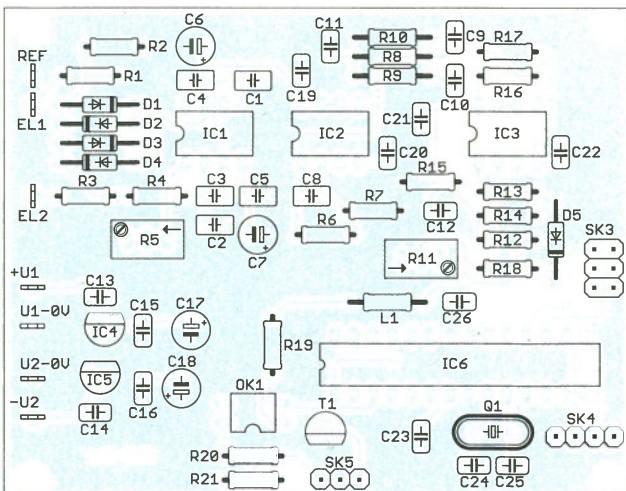 C6
C11
C9
R2
R10
R17
REF
R8
R1
R9
C4
C1
C19
C10
R16
EL1
D1
D2
D3
D4
IC1
IC2
C21
IC3
C20
C22
R3
R4
C3
C5
C8
R7
R15
R13
EL2
R14
D5
SK3
R5
C2
C7
R6
C12
R12
R11
R18
+U1
C13
U1-0V
C15
C17
IC4
L1
C26
U2-0V
R19
C18
IC6
IC5
OK1
-U2
C16
C14
T1
Q1
SK4
C23
R20
R21
SK5
C24
C25